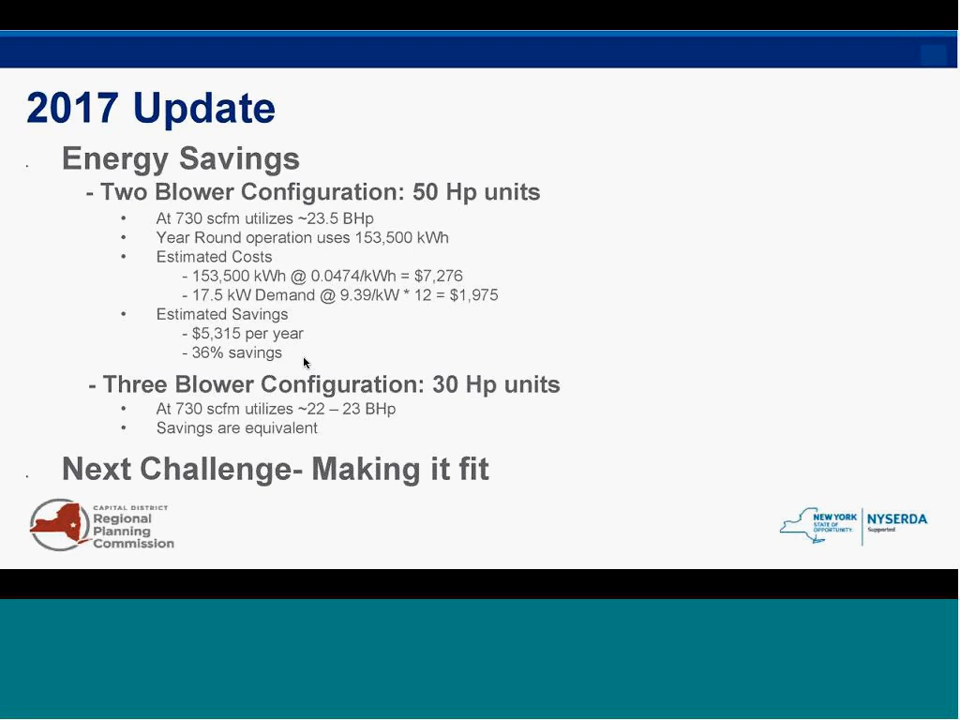 2017 Update
Energy Savings
- Two Blower Configuration: 50 Hp units
• At 730 scfm utilizes ~23.5 BHp
• Year Round operation uses 153,500 kWh
• Estimated Costs
- 153,500 kWh @ 0.0474/kWh = $7,276
- 17.5 kW Demand @ 9.39/kW * 12 = $1,975
• Estimated Savings
- $5,315 per year
- 36% savings
- Three Blower Configuration: 30 Hp units
• At 730 scfm utilizes ~22 – 23 BHp
• Savings are equivalent
Next Challenge- Making it fit
CAPITAL DISTRICT
Regional
Planning
Commission
NEW YORK
STATE OF
OPPORTUNITY.
NYSERDA
Supported